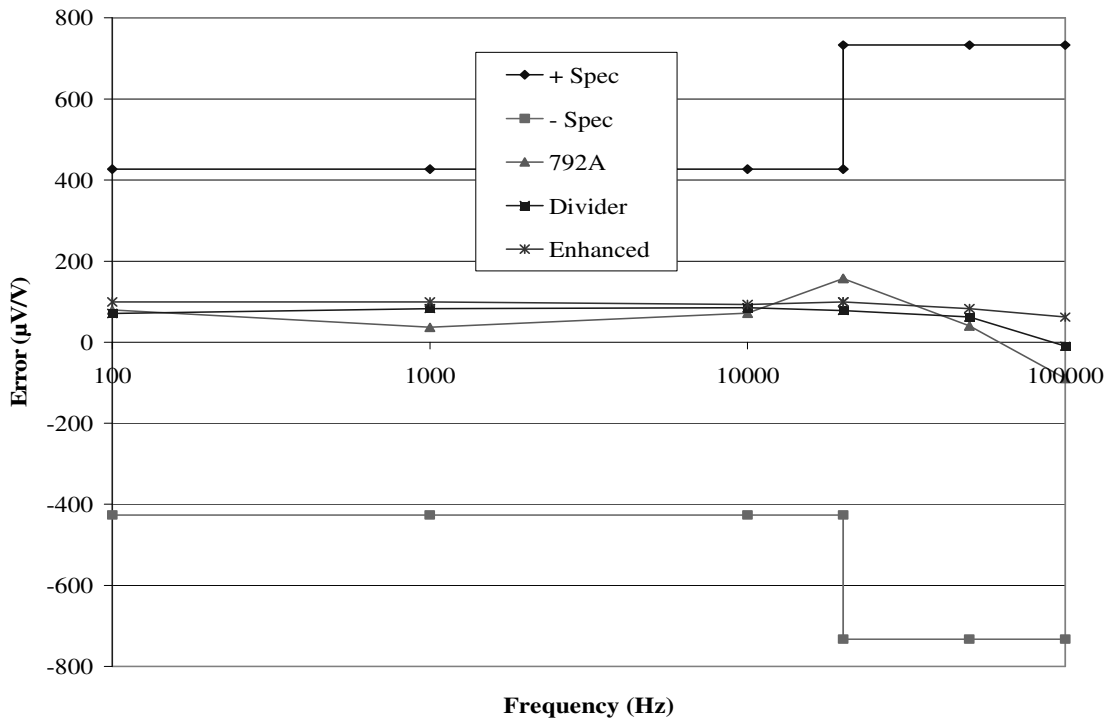 800
600
400
200
0
-200
-400
-600
-800
Error (µV/V)
+ Spec
- Spec
792A
Divider
Enhanced
100
1000
10000
100000
Frequency (Hz)